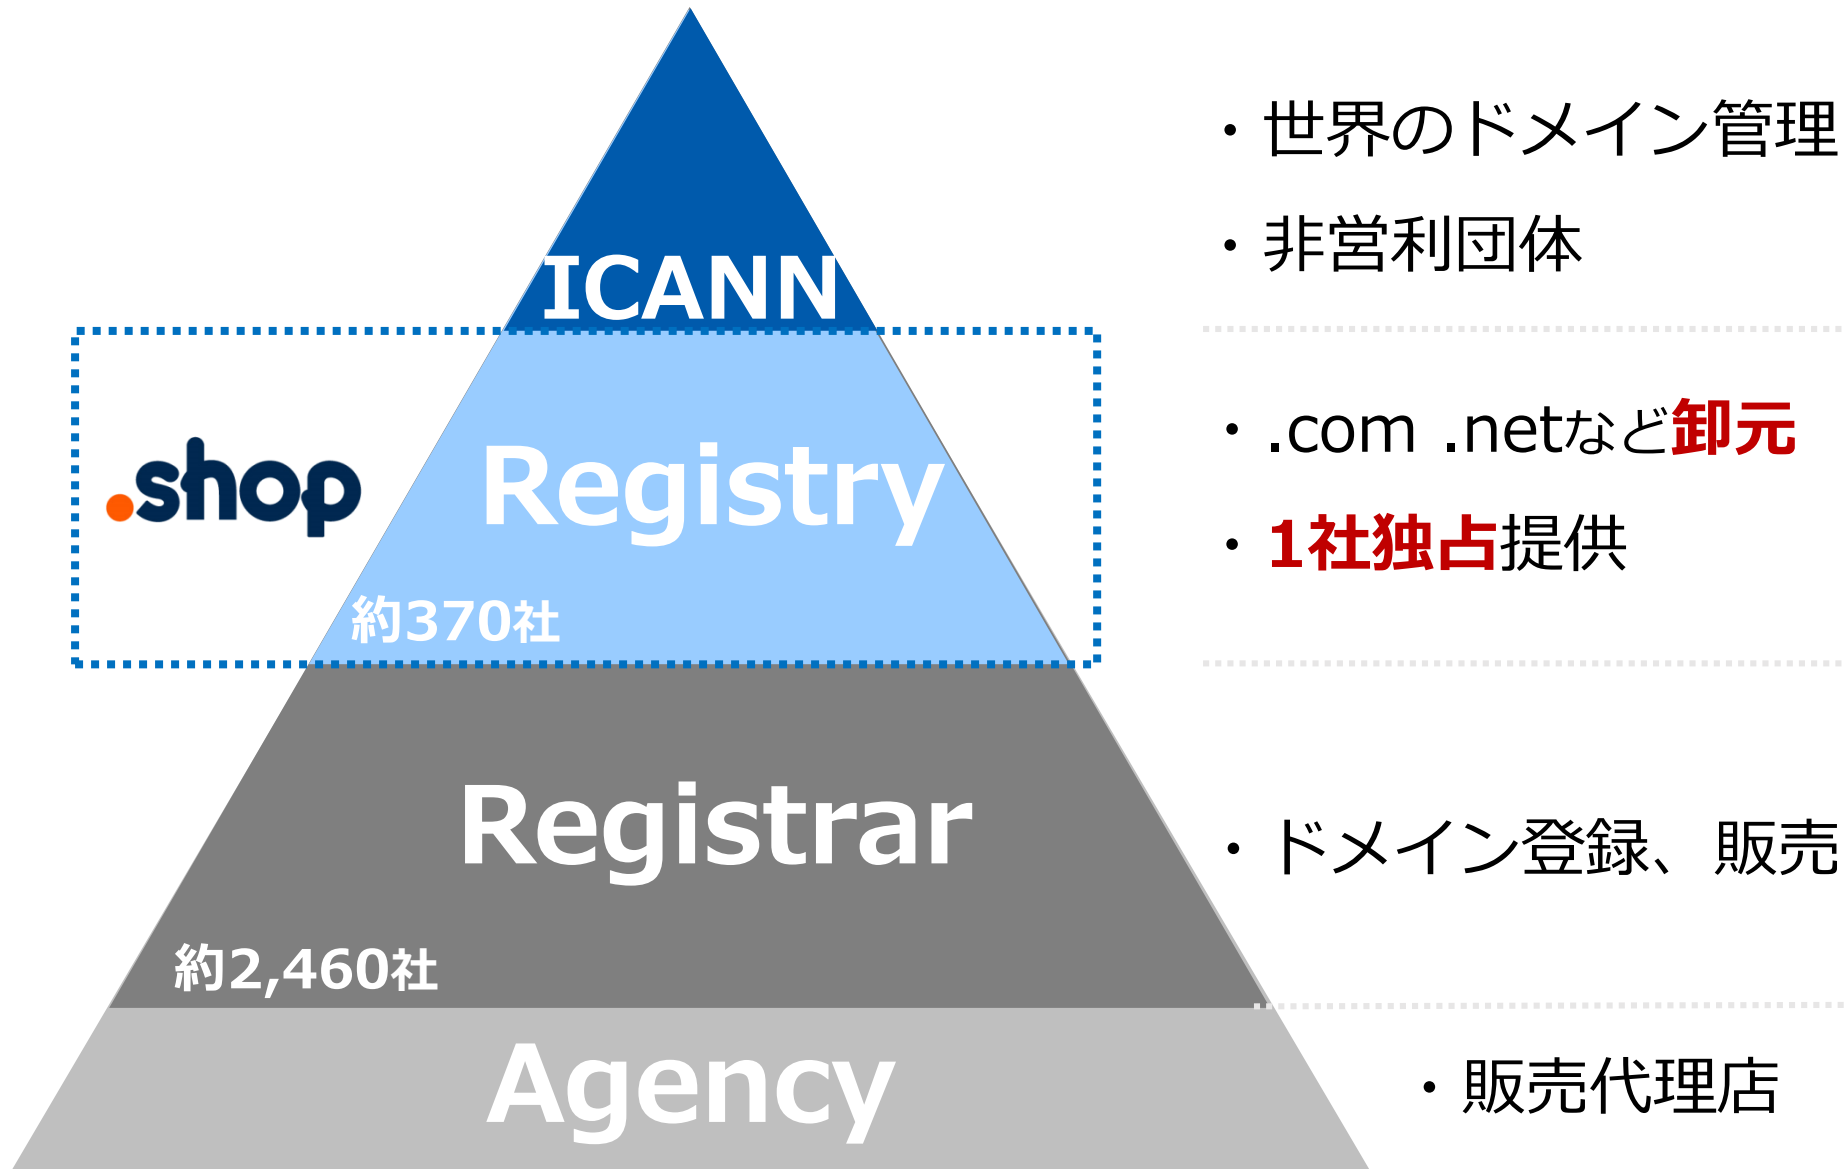 ・世界のドメイン管理
・非営利団体
ICANN
.shop
Registry
約370社
・.com .netなど卸元
・1社独占提供
Registrar
約2,460社
・ドメイン登録、販売
Agency
・販売代理店